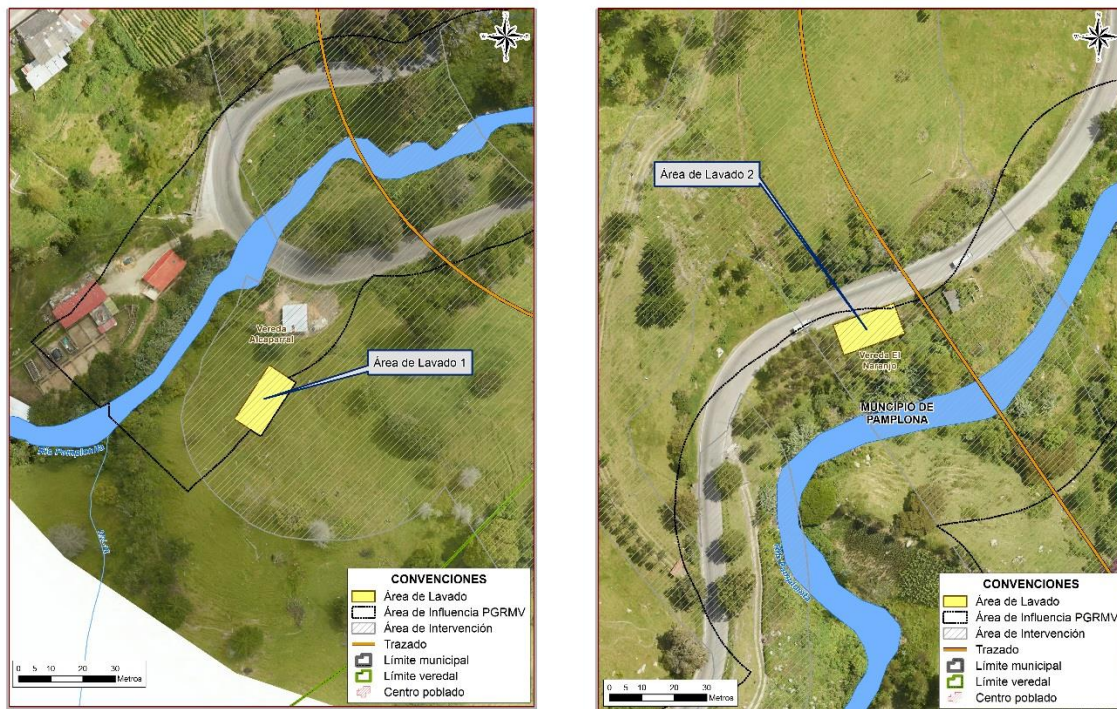 Vereda 1
Alcaparral
Área de Lavado 1
Río Pamplonita
CONVENCIONES
Área de Lavado
Área de Influencia PGRMV
Área de Intervención
Trazado
Límite municipal
Límite veredal
Centro poblado
0 5 10 20 30
Metros
Área de Lavado 2
Vereda El
Naranjo
MUNCIPIO DE
PAMPLONA
CONVENCIONES
Área de Lavado
Área de Influencia PGRMV
Área de Intervención
Trazado
Límite municipal
Límite veredal
Centro poblado
0 5 10 20 30
Metros